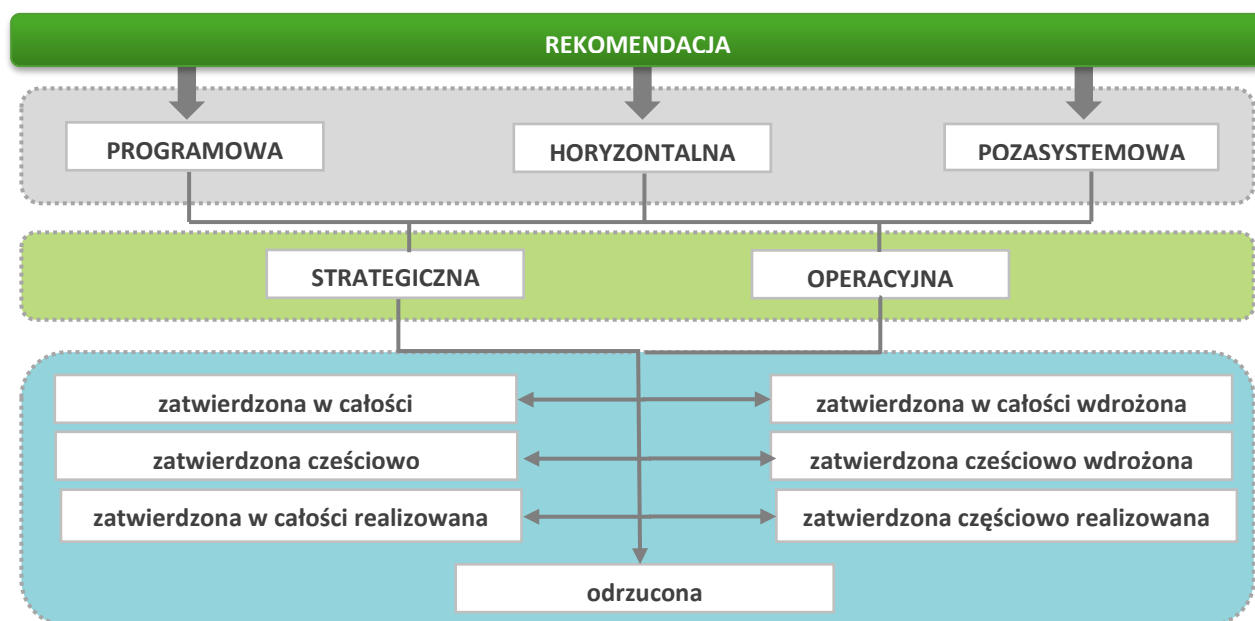 REKOMENDACJA
PROGRAMOWA
HORYZONTALNA
POZASYSTEMOWA
STRATEGICZNA
OPERACYJNA
zatwierdzona w całości
zatwierdzona w całości wdrożona
zatwierdzona cześciowo
zatwierdzona cześciowo wdrożona
zatwierdzona w całości realizowana
zatwierdzona częściowo realizowana
odrzucona